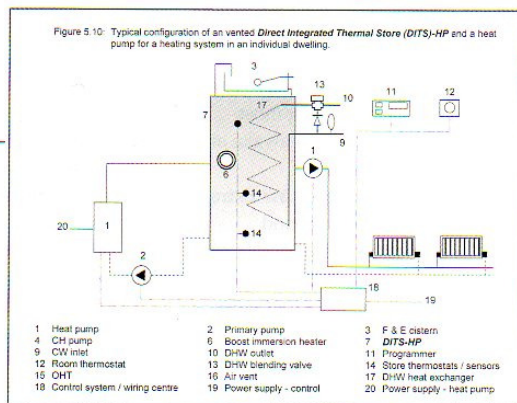 Figure 5.10: Typical configuration of an vented Direct Integrated Thermal Store (DITS)-HP and a heat
pump for a heating system in an individual dwelling.
3
13
11
12
17
10
7
9
1
6
14
20
1
14
2
18
19
1 Heat pump
2 Primary pump
3 F & E cistern
4 CH pump
6 Boost immersion heater
7 DITS-HP
9 CW inlet
10 DHW outlet
11 Programmer
12 Room thermostat
13 DHW blending valve
14 Store thermostats / sensors
15 OHT
16 Air vent
17 DHW heat exchanger
18 Control system / wiring centre
19 Power supply - control
20 Power supply - heat pump